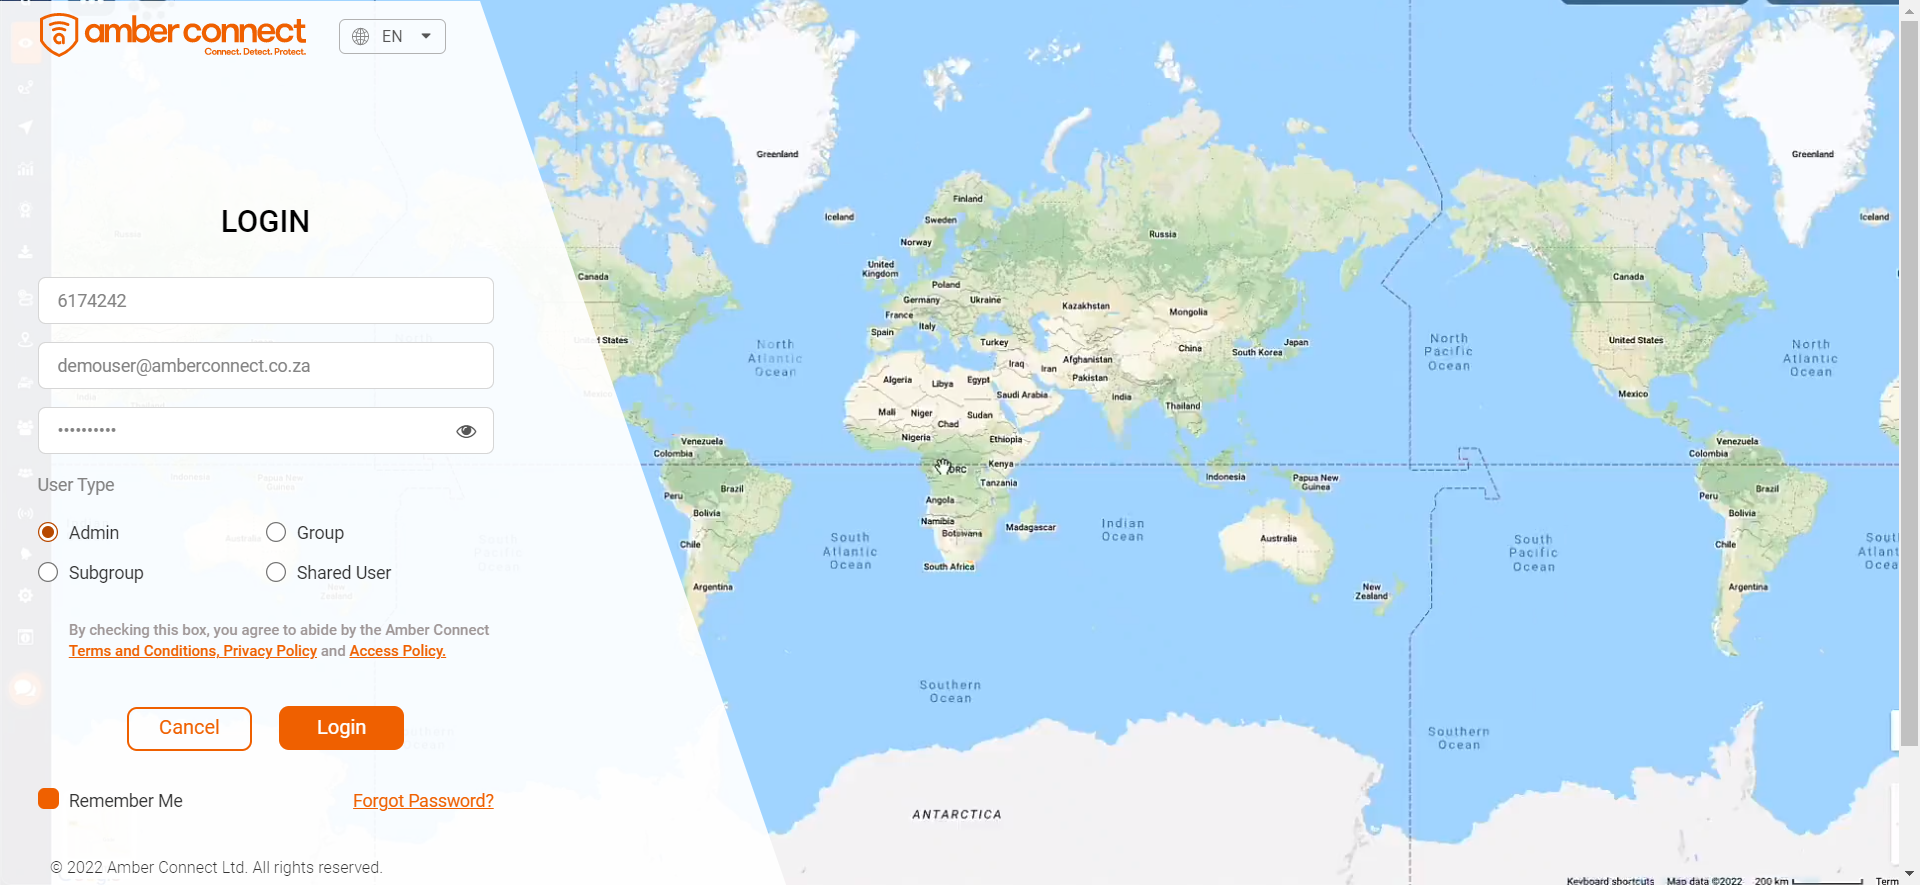 amber connect
Connect. Detect. Protect.
EN
LOGIN
6174242
demouser@amberconnect.co.za
••••••••••
User Type
Admin
Group
Subgroup
Shared User
By checking this box, you agree to abide by the Amber Connect
Terms and Conditions, Privacy Policy and Access Policy.
Cancel
Login
Remember Me
Forgot Password?
© 2022 Amber Connect Ltd. All rights reserved.
Greenland
Greenland
Iceland
Iceland
Finland
Sweden
Norway
Russia
United
Kingdom
Poland
Germany
Ukraine
France
Spain
Italy
Turkey
Kazakhstan
Mongolia
China
South Korea
Japan
Afghanistan
Iraq
Iran
Pakistan
Saudi Arabia
India
Thailand
Algeria
Libya
Egypt
Mali
Niger
Sudan
Chad
Nigeria
Ethiopia
DRC
Kenya
Tanzania
Angola
Namibia
Botswana
Madagascar
South Africa
Indonesia
Papua New
Guinea
Australia
New
Zealand
Canada
United States
Mexico
Venezuela
Colombia
Peru
Brazil
Bolivia
Chile
Argentina
North
Atlantic
Ocean
South
Atlantic
Ocean
Indian
Ocean
Southern
Ocean
North
Pacific
Ocean
South
Pacific
Ocean
Southern
Ocean
ANTARCTICA
Canada
United States
Mexico
Venezuela
Colombia
Peru
Brazil
Bolivia
Chile
Argentina
North
Atlantic
Ocean
Sout
Atlant
Ocea
Keyboard shortcuts
Map data ©2022
200 km
Term